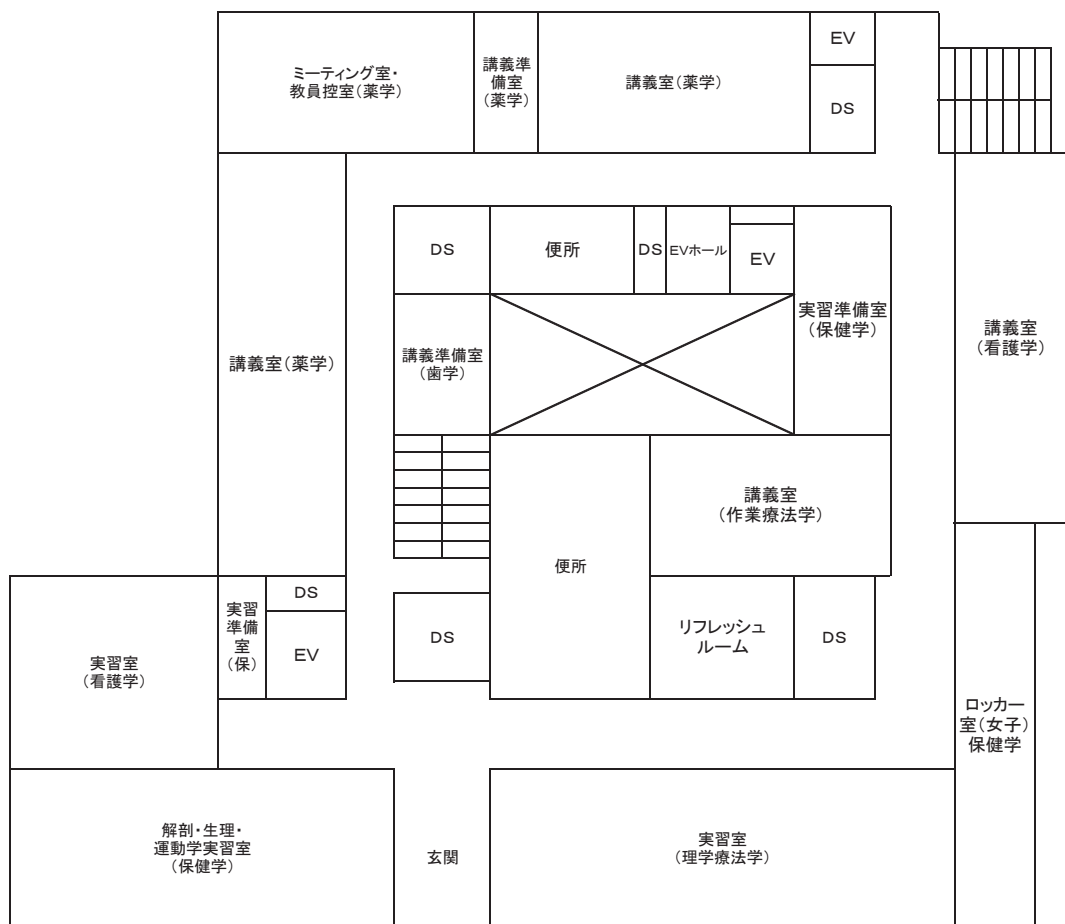 ミーティング室・
教員控室（薬学）
講義準
備室
（薬学）
講義室（薬学）
EV
DS
DS
便所
DS
EVホール
EV
実習準備室
（保健学）
講義室
（看護学）
講義室（薬学）
講義準備室
（歯学）
講義室
（作業療法学）
便所
実習
準備
室
（保）
DS
EV
DS
リフレッシュ
ルーム
DS
実習室
（看護学）
ロッカー
室（女子）
保健学
解剖・生理・
運動学実習室
（保健学）
玄関
実習室
（理学療法学）